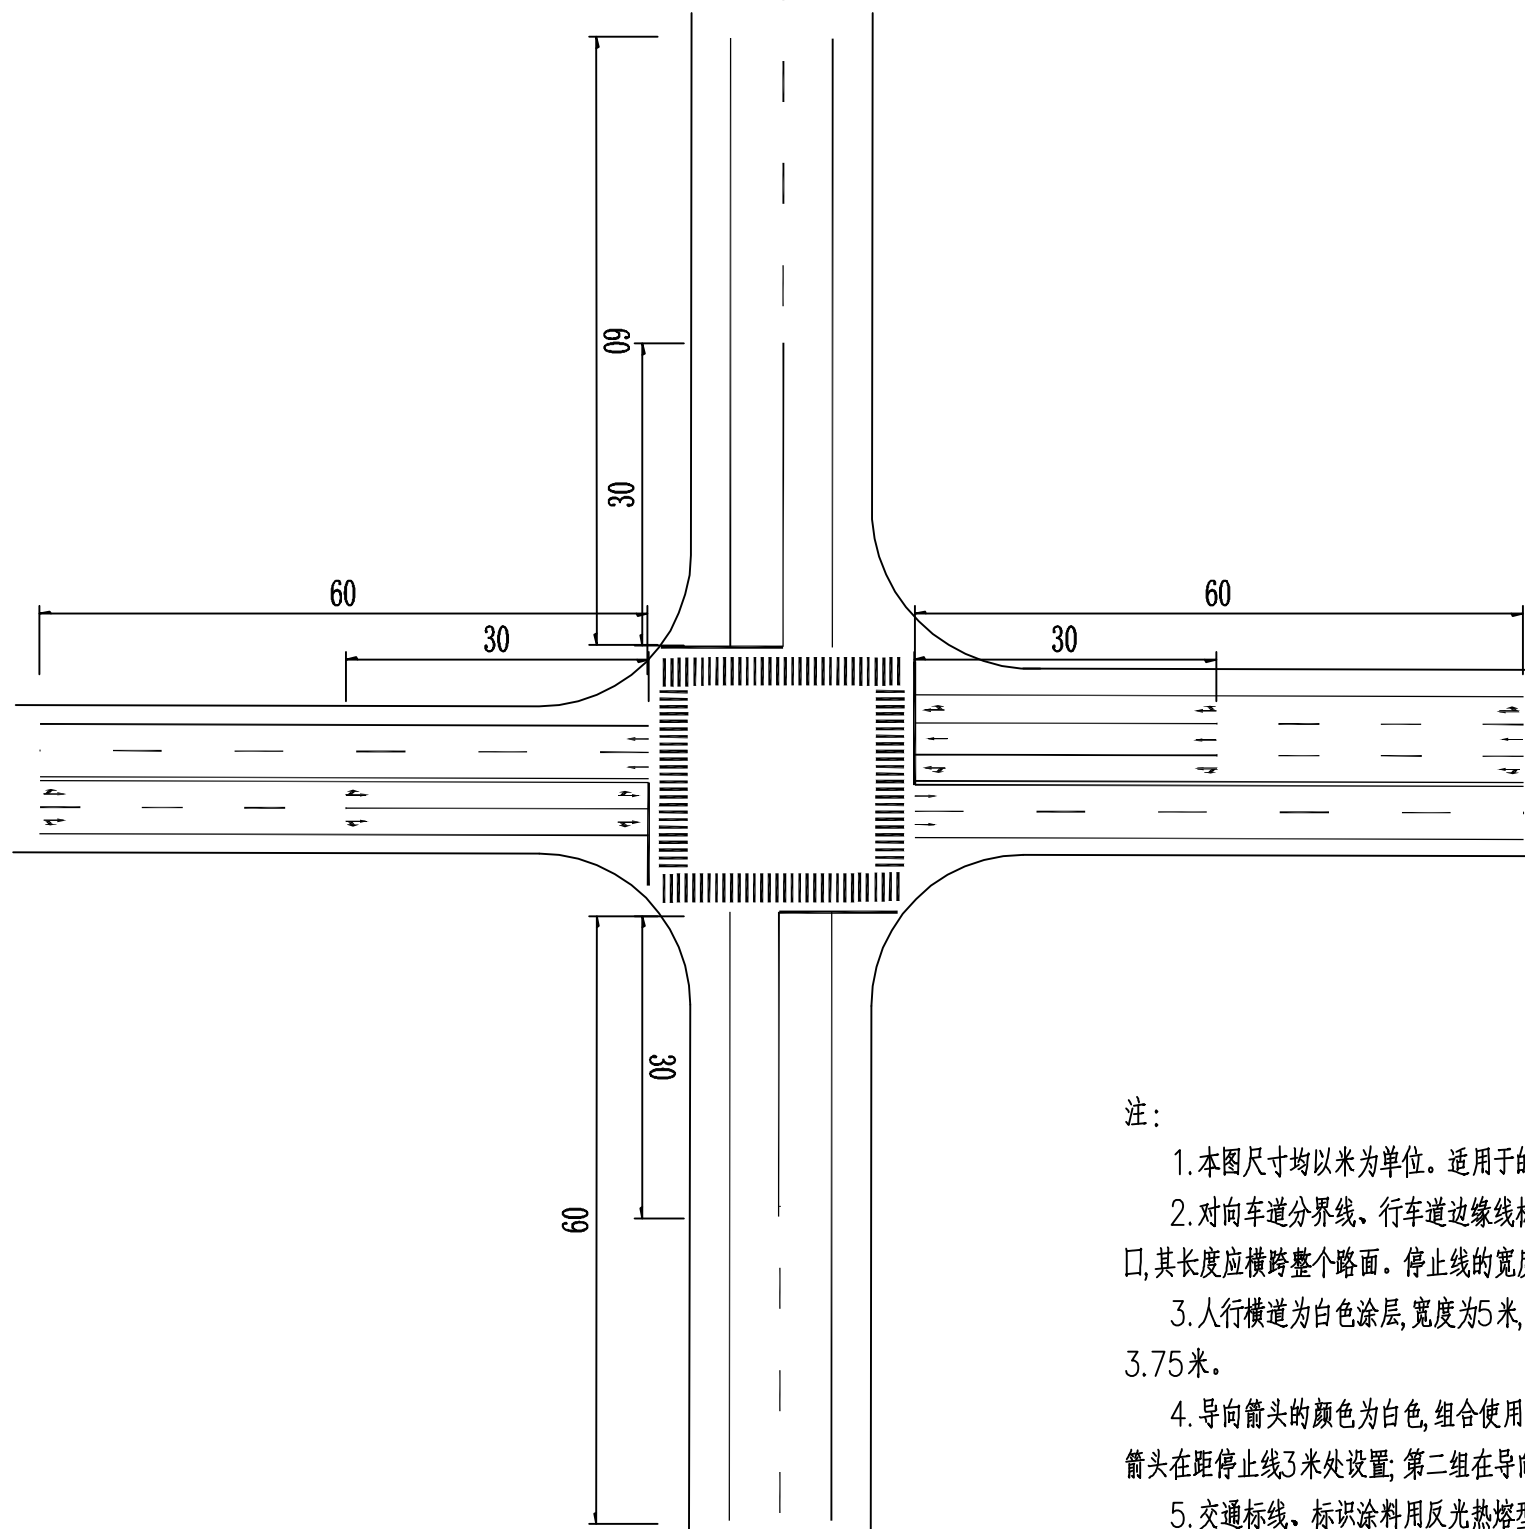 60
30
60
30
60
30
30
60
注：
1.本图尺寸均以米为单位。适用于的
2.对向车道分界线、行车道边缘线
口,其长度应横跨整个路面。停止线的宽度
3.人行横道为白色涂层,宽度为5米,
3.75米。
4.导向箭头的颜色为白色,组合使用
箭头在距停止线3米处设置;第二组在导向
5.交通标线、标识涂料用反光热熔型